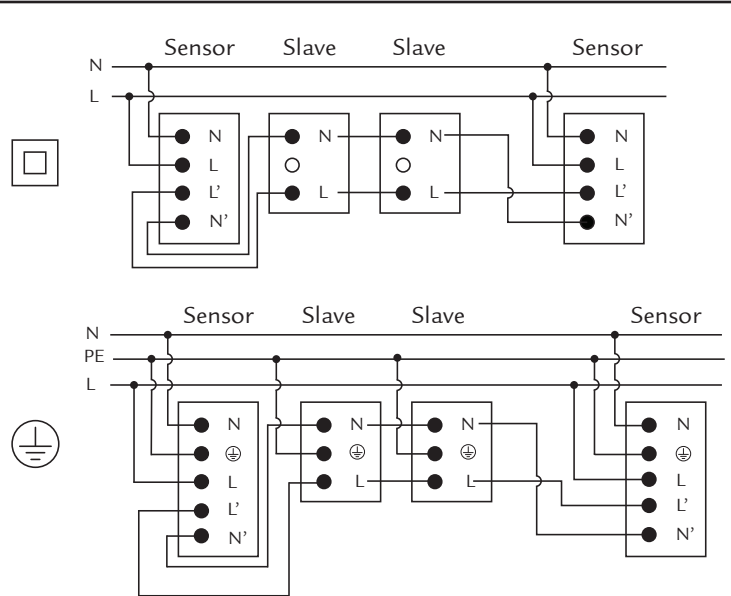 Sensor Slave Slave Sensor
N
L
N N N N
L L
L' L L L'
N' N'
Sensor Slave Slave Sensor
N
PE
L
N N N N
L L L L
L' L'
N' N'